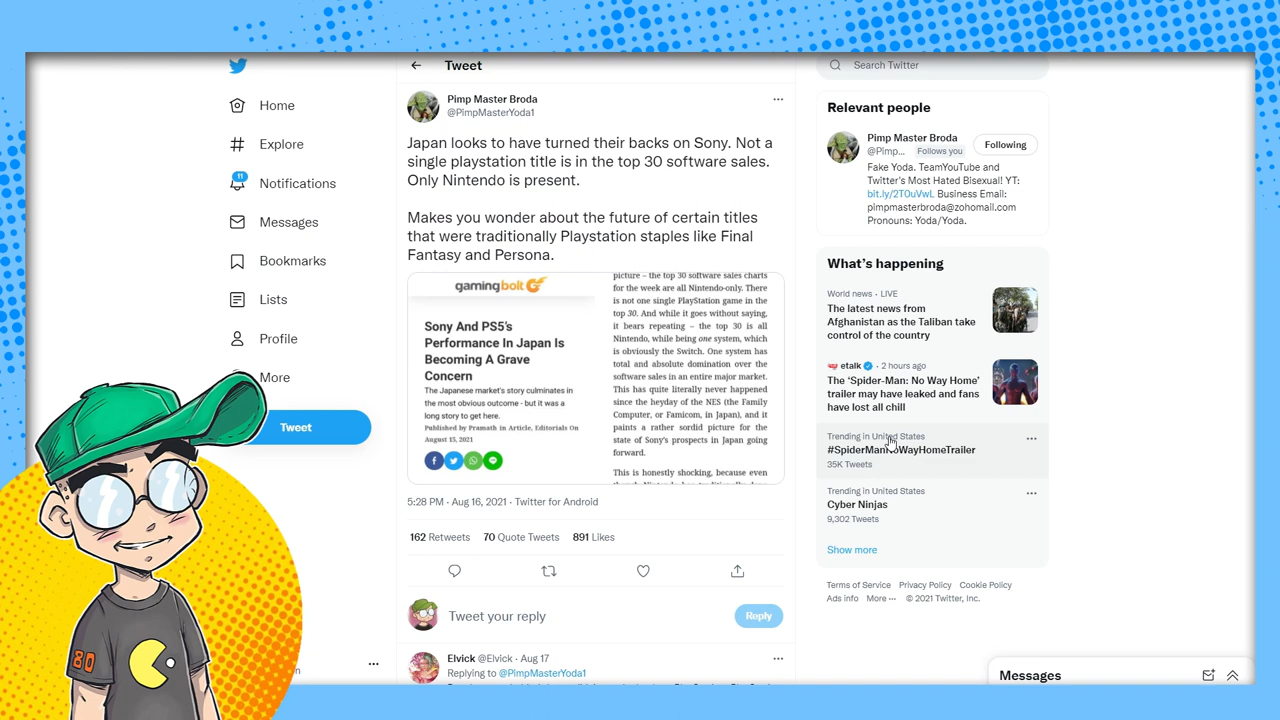 Home
Explore
11
Notifications
Messages
Bookmarks
Lists
Profile
More
Tweet
80
Tweet
Pimp Master Broda
@PimpMasterYoda1
Japan looks to have turned their backs on Sony. Not a
single playstation title is in the top 30 software sales.
Only Nintendo is present.
Makes you wonder about the future of certain titles
that were traditionally Playstation staples like Final
Fantasy and Persona.
gamingbolt
Sony And PS5's
Performance In Japan Is
Becoming A Grave
Concern
The Japanese market's story culminates in
the most obvious outcome - but it was a
long story to get here.
Published by Pramath in Article, Editorials On
August 15, 2021
picture – the top 30 software sales charts
for the week are all Nintendo-only. There
is not one single PlayStation game in the
top 30. And while it goes without saying,
it bears repeating – the top 30 is all
Nintendo, while being one system, which
is obviously the Switch. One system has
total and absolute domination over the
software sales in an entire major market.
This has quite literally never happened
since the heyday of the NES (the Family
Computer, or Famicom, in Japan), and it
paints a rather sordid picture for the
state of Sony's prospects in Japan going
forward.
This is honestly shocking, because even
5:28 PM · Aug 16, 2021 · Twitter for Android
162 Retweets 70 Quote Tweets 891 Likes
Tweet your reply
Reply
Elvick @Elvick · Aug 17
Replying to @PimpMasterYoda1
Search Twitter
Relevant people
Pimp Master Broda
@Pimp... Follows you
Following
Fake Yoda. TeamYouTube and
Twitter's Most Hated Bisexual! YT:
bit.ly/2T0uVwL Business Email:
pimpmasterbroda@zohomail.com
Pronouns: Yoda/Yoda.
What's happening
World news · LIVE
The latest news from
Afghanistan as the Taliban take
control of the country
etalk · 2 hours ago
The 'Spider-Man: No Way Home'
trailer may have leaked and fans
have lost all chill
Trending in United States
#SpiderManNoWayHomeTrailer
35K Tweets
Trending in United States
Cyber Ninjas
9,302 Tweets
Show more
Terms of Service Privacy Policy Cookie Policy
Ads info More ··· © 2021 Twitter, Inc.
Messages